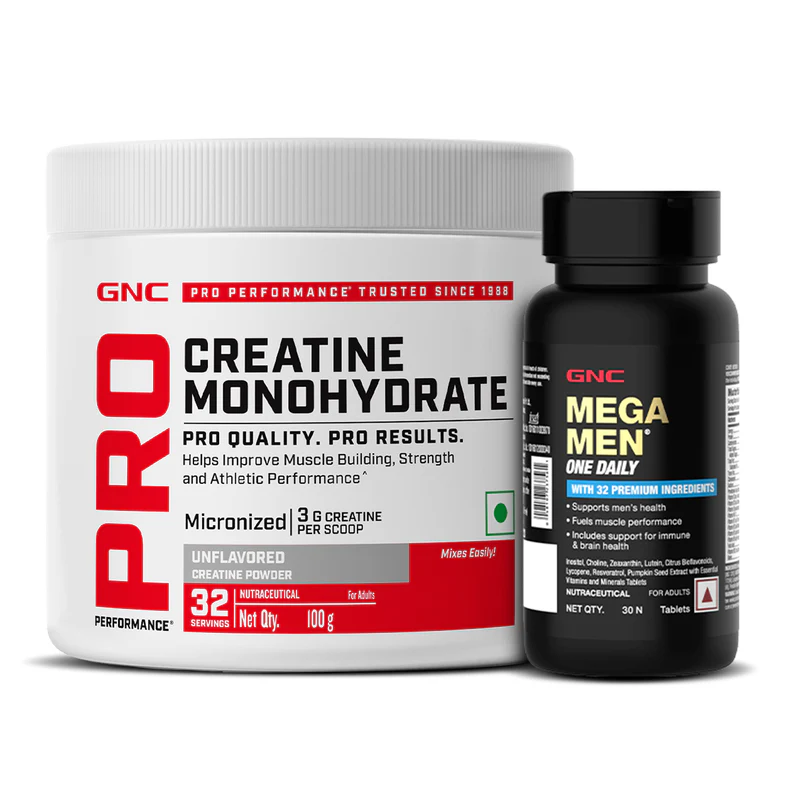 GNC PRO PERFORMANCE® TRUSTED SINCE 1988
PRO
PERFORMANCE®
CREATINE
MONOHYDRATE
PRO QUALITY. PRO RESULTS.
Helps Improve Muscle Building, Strength
and Athletic Performance^
Micronized 3 G CREATINE
PER SCOOP
UNFLAVORED
CREATINE POWDER
Mixes Easily!
32
SERVINGS
NUTRACEUTICAL For Adults
Net Qty. 100 g
GNC
MEGA
MEN®
ONE DAILY
WITH 32 PREMIUM INGREDIENTS
• Supports men's health
• Fuels muscle performance
• Includes support for immune
& brain health
Inositol, Choline, Zeaxanthin, Lutein, Citrus Bioflavonoids,
Lycopene, Resveratrol, Pumpkin Seed Extract with Essential
Vitamins and Minerals Tablets
NUTRACEUTICAL FOR ADULTS
NET QTY. 30 N Tablets